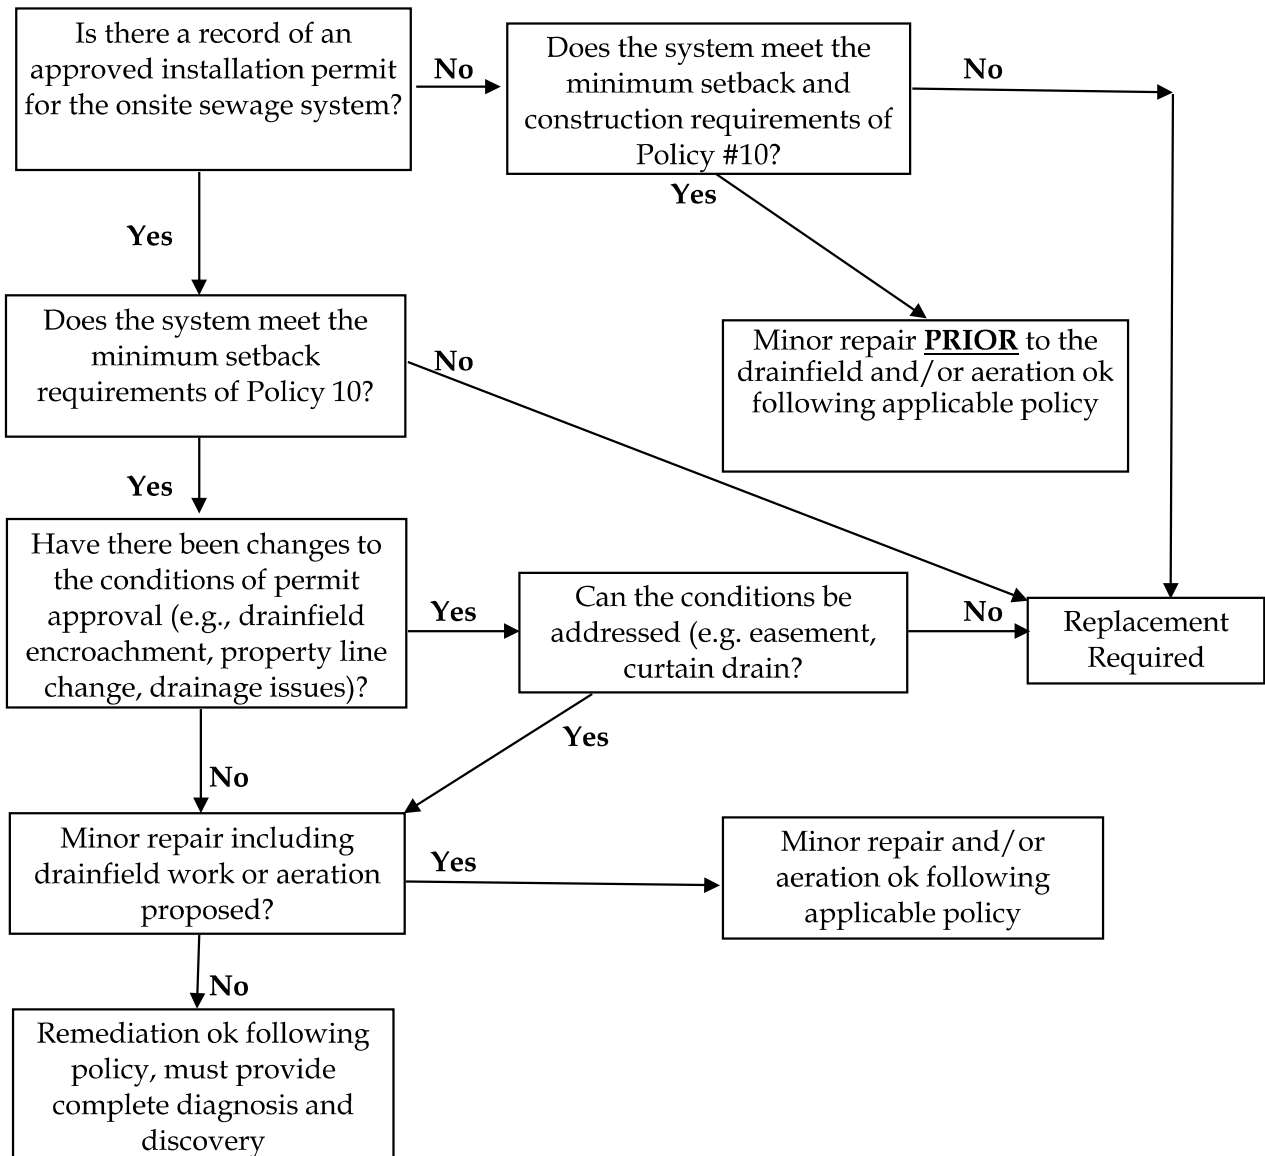 Is there a record of an
approved installation permit
for the onsite sewage system?
No
Does the system meet the
minimum setback and
construction requirements of
Policy #10?
No
Yes
Yes
Does the system meet the
minimum setback
requirements of Policy 10?
No
Minor repair PRIOR to the
drainfield and/or aeration ok
following applicable policy
Yes
Have there been changes to
the conditions of permit
approval (e.g., drainfield
encroachment, property line
change, drainage issues)?
Yes
Can the conditions be
addressed (e.g. easement,
curtain drain?
No
Replacement
Required
Yes
No
Minor repair including
drainfield work or aeration
proposed?
Yes
Minor repair and/or
aeration ok following
applicable policy
No
Remediation ok following
policy, must provide
complete diagnosis and
discovery